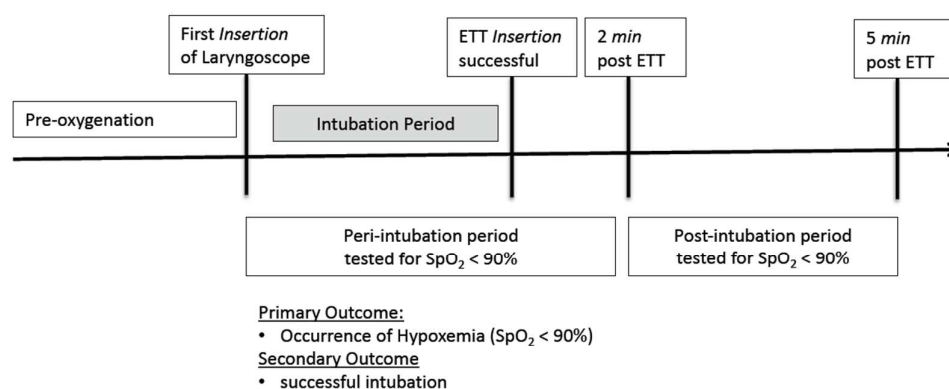 First Insertion
of Laryngoscope
ETT Insertion
successful
2 min
post ETT
5 min
post ETT
Pre-oxygenation
Intubation Period
Peri-intubation period
tested for SpO₂ < 90%
Post-intubation period
tested for SpO₂ < 90%
Primary Outcome:
• Occurrence of Hypoxemia (SpO₂ < 90%)
Secondary Outcome
• successful intubation